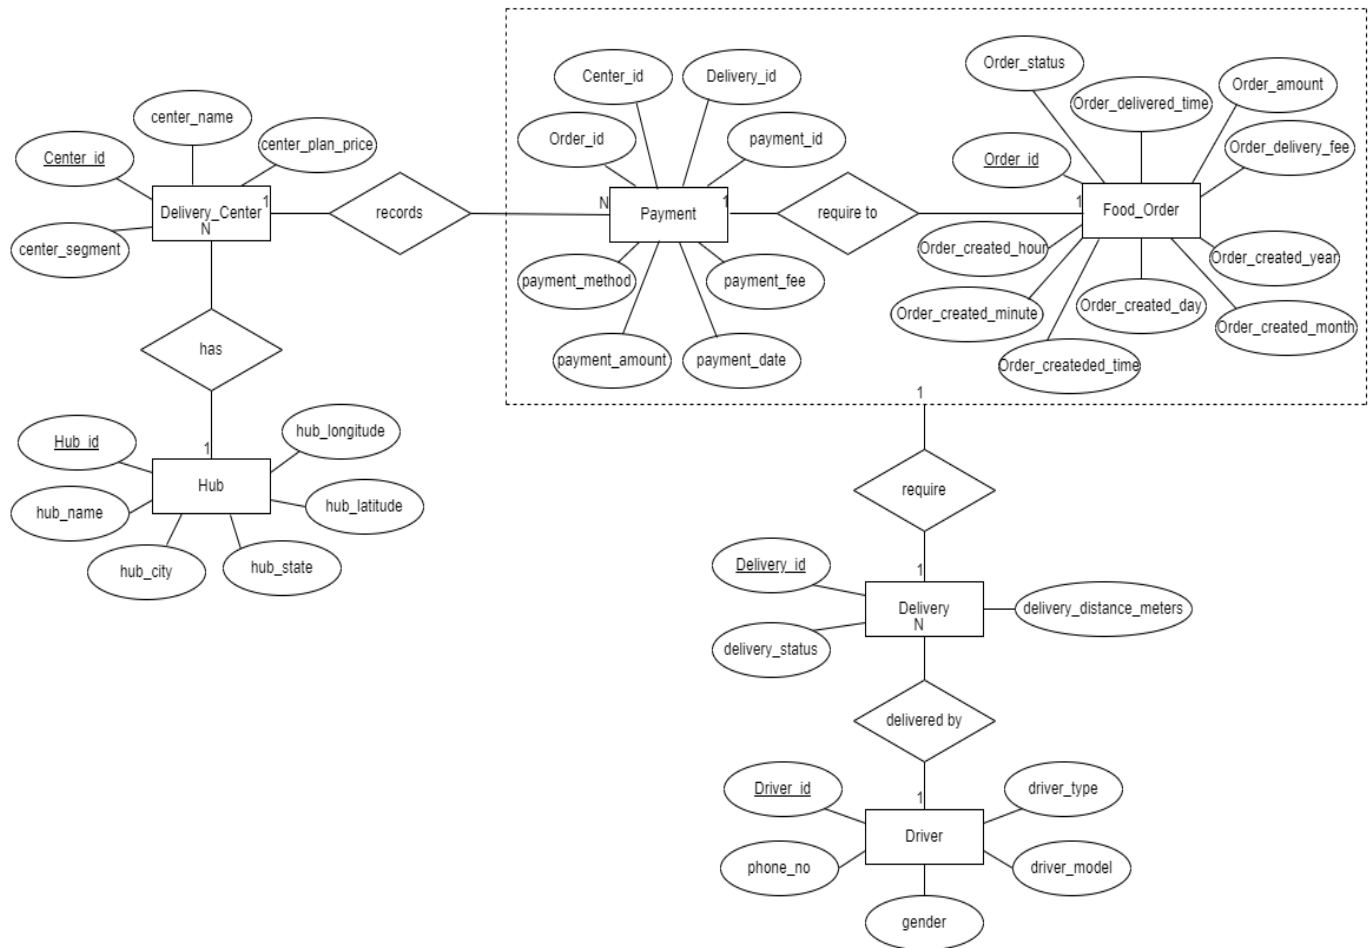 Order_status
Center_id
Delivery_id
Order_amount
Order_delivered_time
center_name
Order_id
payment_id
center_plan_price
Order_delivery_fee
Center_id
Order_id
1
N
1
1
Delivery_Center
records
Payment
require to
Food_Order
N
center_segment
Order_created_hour
Order_created_year
payment_method
payment_fee
Order_created_minute
Order_created_day
Order_created_month
has
payment_amount
payment_date
Order_createded_time
1
hub_longitude
Hub_id
1
Hub
require
hub_name
hub_latitude
hub_city
hub_state
Delivery_id
1
Delivery
delivery_distance_meters
N
delivery_status
delivered by
Driver_id
driver_type
1
Driver
phone_no
driver_model
gender